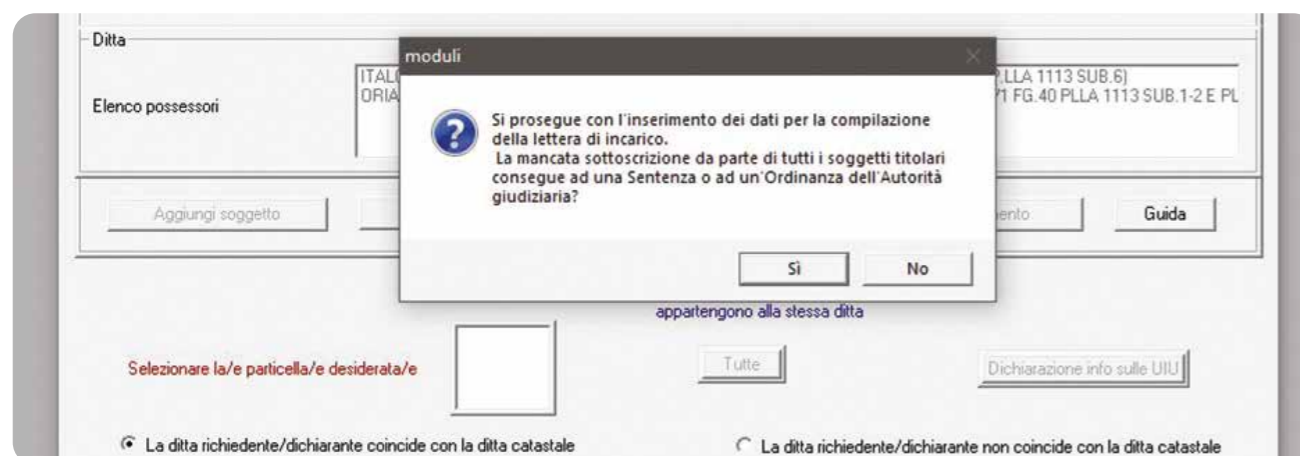 Ditta
moduli
Elenco possessori
P.LLA 1113 SUB.6)
FG.40 PLLA 1113 SUB.1-2 E PL
Si prosegue con l'inserimento dei dati per la compilazione
della lettera di incarico.
La mancata sottoscrizione da parte di tutti i soggetti titolari
consegue ad una Sentenza o ad un'Ordinanza dell'Autorità
giudiziaria?
Aggiungi soggetto
Guida
Sì
No
appartengono alla stessa ditta
Selezionare la/e particella/e desiderata/e
Tutte
Dichiarazione info sulle UIU
La ditta richiedente/dichiarante coincide con la ditta catastale
La ditta richiedente/dichiarante non coincide con la ditta catastale